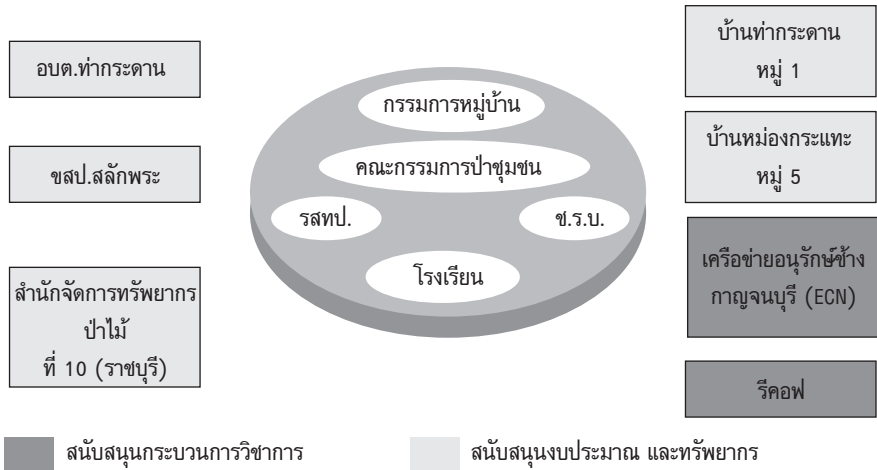 อบต.ท่ากระดาน
ขสป.สลักพระ
สำนักจัดการทรัพยากร
ป่าไม้
ที่ 10 (ราชบุรี)
กรรมการหมู่บ้าน
คณะกรรมการป่าชุมชน
รสทป.
ช.ร.บ.
โรงเรียน
บ้านท่ากระดาน
หมู่ 1
บ้านหม่องกระแทะ
หมู่ 5
เครือข่ายอนุรักษ์ช้าง
กาญจนบุรี (ECN)
รีคอฟ
สนับสนุนกระบวนการวิชาการ
สนับสนุนงบประมาณ และทรัพยากร